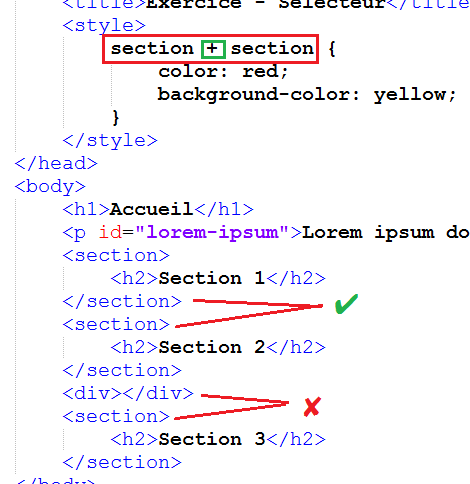 <title>Exercice - Sélecteur</title
<style>
section + section {
color: red;
background-color: yellow;
}
</style>
</head>
<body>
<h1>Accueil</h1>
<p id="lorem-ipsum">Lorem ipsum do
<section>
<h2>Section 1</h2>
</section>
<section>
<h2>Section 2</h2>
</section>
<div></div>
<section>
<h2>Section 3</h2>
</section>
</body>